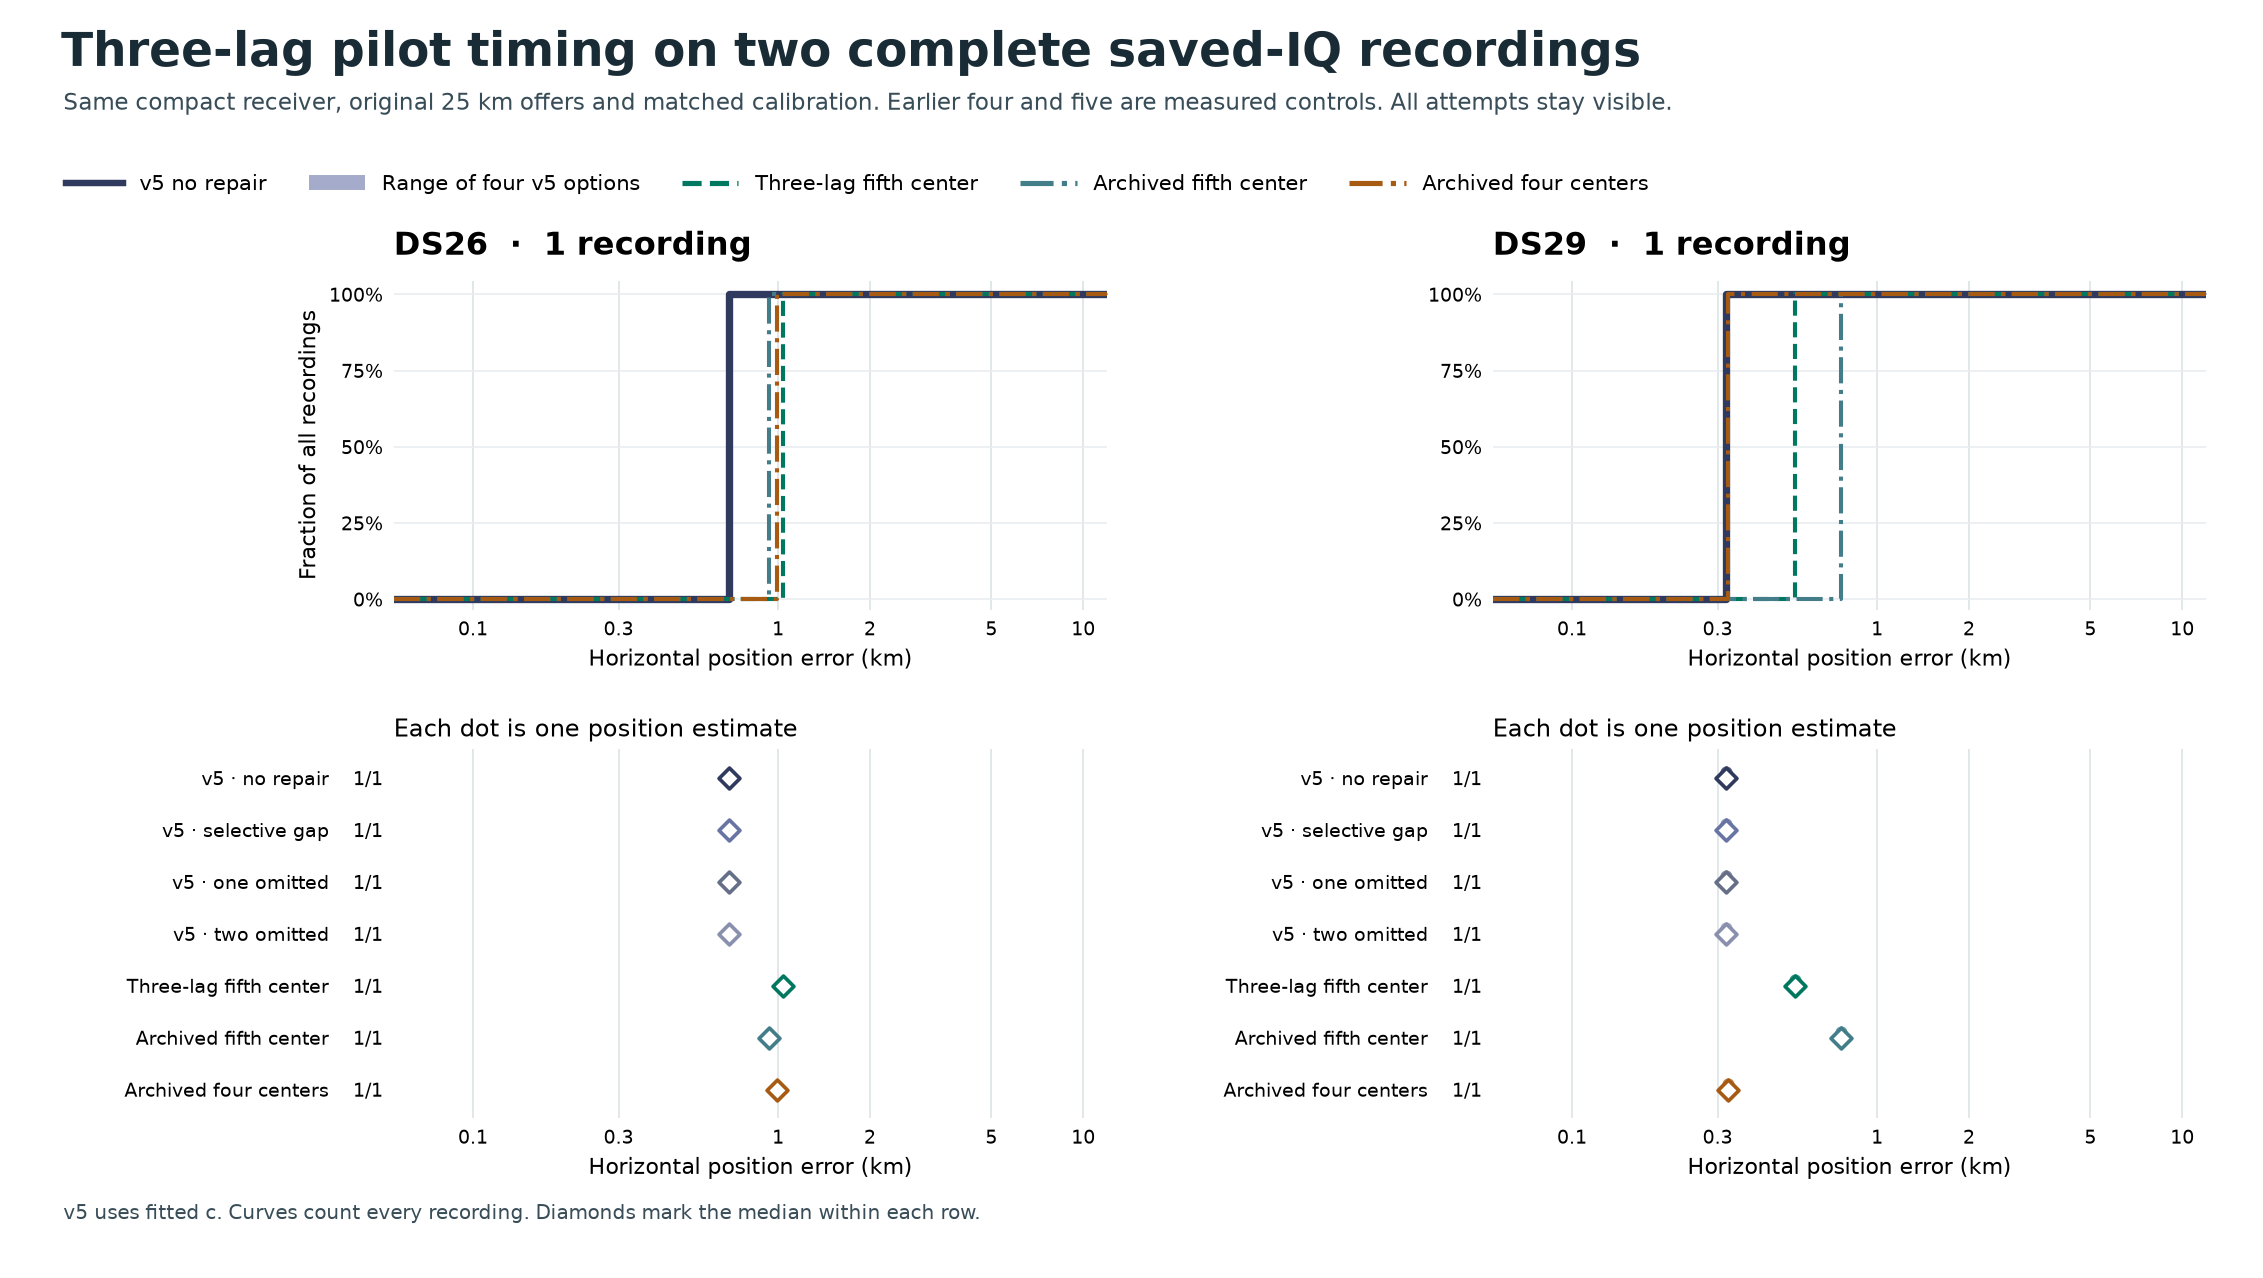 Three-lag pilot timing on two complete saved-IQ recordings
Same compact receiver, original 25 km offers and matched calibration. Earlier four and five are measured controls. All attempts stay visible.
v5 no repair
Range of four v5 options
Three-lag fifth center
Archived fifth center
Archived four centers
DS26 · 1 recording
Fraction of all recordings
100%
75%
50%
25%
0%
0.1 0.3 1 2 5 10
Horizontal position error (km)
DS29 · 1 recording
100%
75%
50%
25%
0%
0.1 0.3 1 2 5 10
Horizontal position error (km)
Each dot is one position estimate
v5 · no repair 1/1
v5 · selective gap 1/1
v5 · one omitted 1/1
v5 · two omitted 1/1
Three-lag fifth center 1/1
Archived fifth center 1/1
Archived four centers 1/1
0.1 0.3 1 2 5 10
Horizontal position error (km)
Each dot is one position estimate
v5 · no repair 1/1
v5 · selective gap 1/1
v5 · one omitted 1/1
v5 · two omitted 1/1
Three-lag fifth center 1/1
Archived fifth center 1/1
Archived four centers 1/1
0.1 0.3 1 2 5 10
Horizontal position error (km)
v5 uses fitted c. Curves count every recording. Diamonds mark the median within each row.